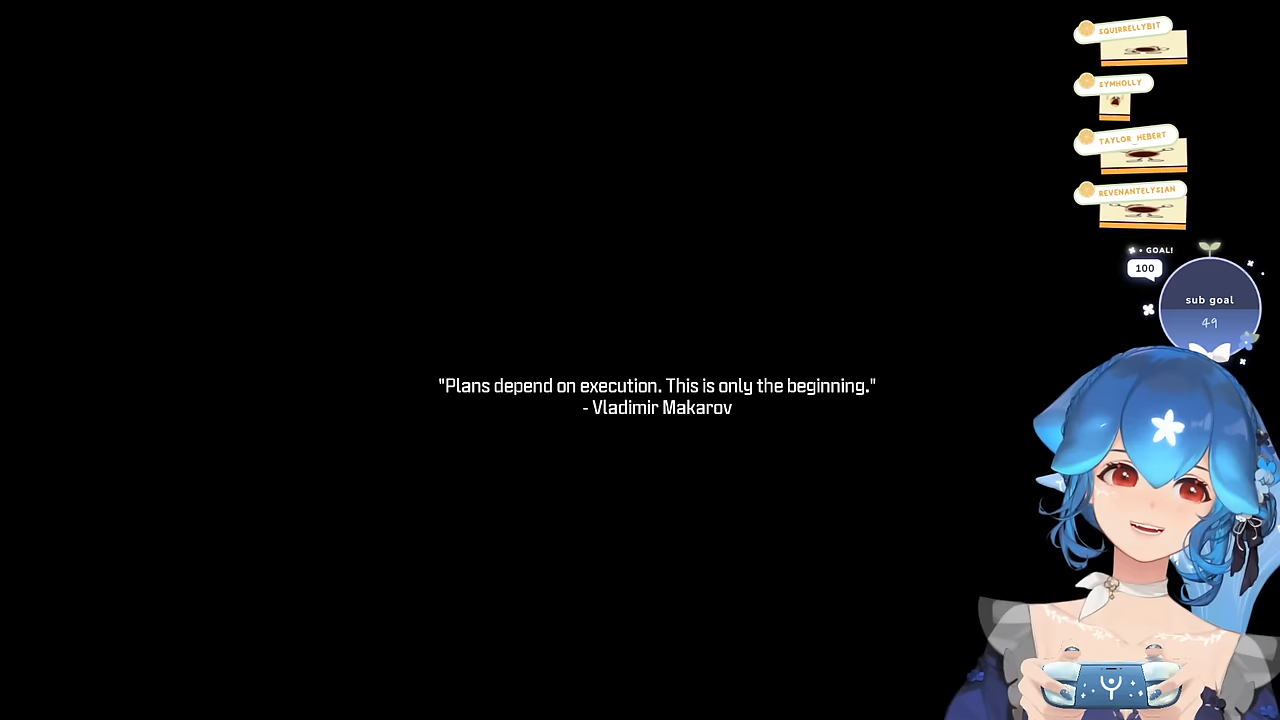 SQUIRRELLYBIT
SYMHOLLY
TAYLOR_HEBERT
REVENANTELYSIAN
• GOAL!
100
sub goal
49
"Plans depend on execution. This is only the beginning."
- Vladimir Makarov